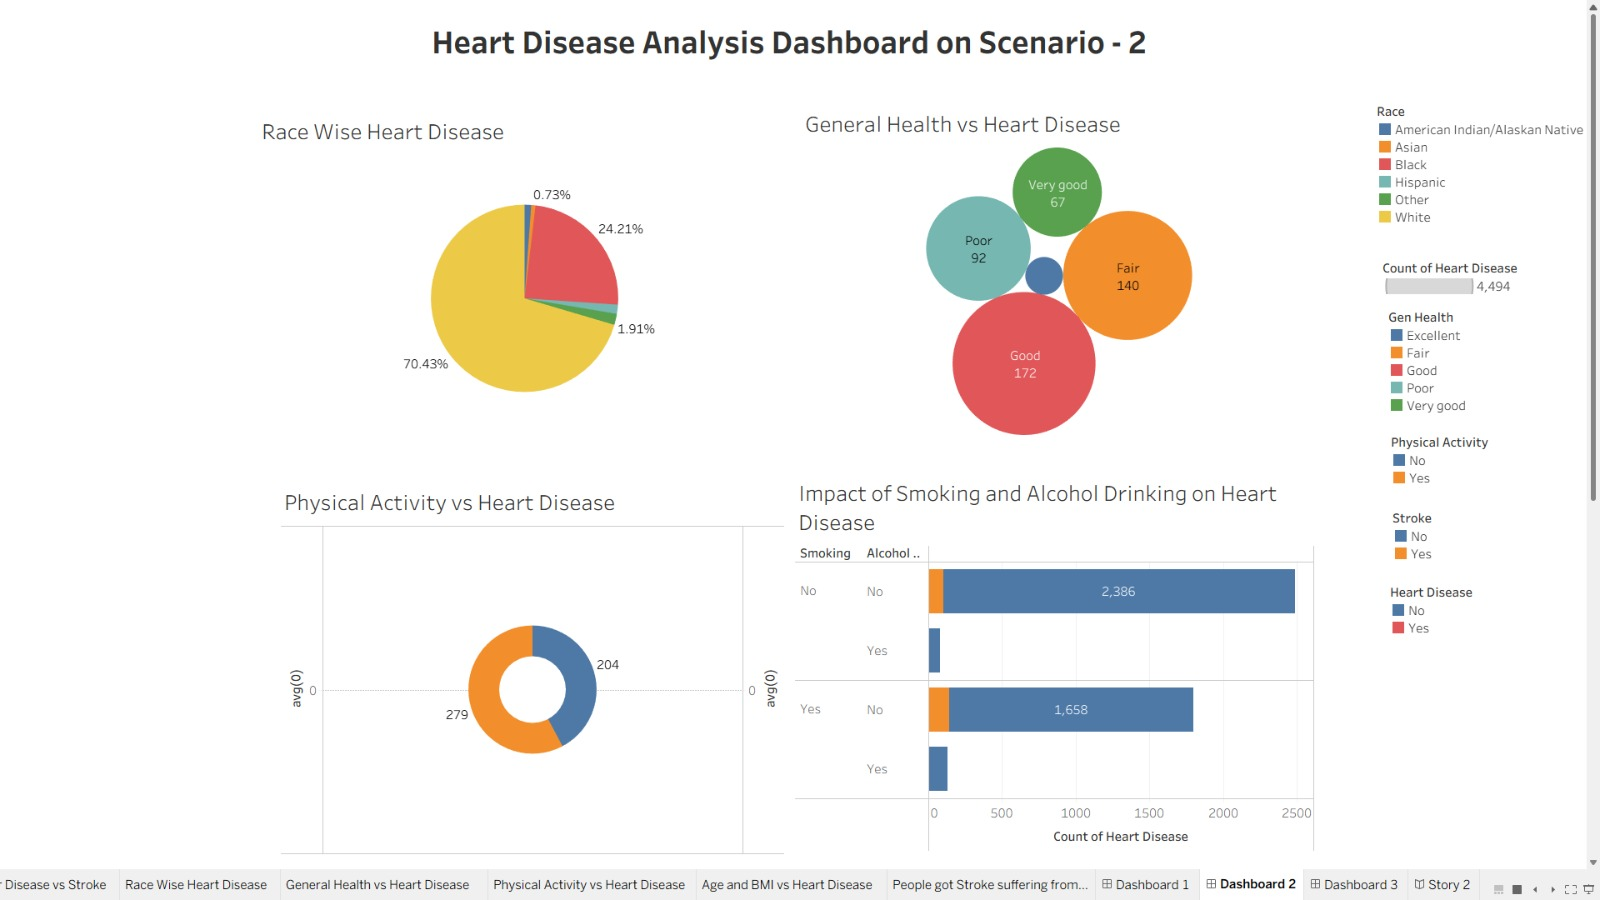 Heart Disease Analysis Dashboard on Scenario - 2
Race Wise Heart Disease
0.73%
24.21%
1.91%
70.43%
General Health vs Heart Disease
Very good
67
Poor
92
Fair
140
Good
172
Race
American Indian/Alaskan Native
Asian
Black
Hispanic
Other
White
Count of Heart Disease
4,494
Gen Health
Excellent
Fair
Good
Poor
Very good
Physical Activity
No
Yes
Stroke
No
Yes
Heart Disease
No
Yes
Physical Activity vs Heart Disease
avg(0)
0
204
279
0
avg(0)
Impact of Smoking and Alcohol Drinking on Heart
Disease
Smoking Alcohol ..
No No 2,386
Yes
Yes No 1,658
Yes
0 500 1000 1500 2000 2500
Count of Heart Disease
Disease vs Stroke Race Wise Heart Disease General Health vs Heart Disease Physical Activity vs Heart Disease Age and BMI vs Heart Disease People got Stroke suffering from... Dashboard 1 Dashboard 2 Dashboard 3 Story 2